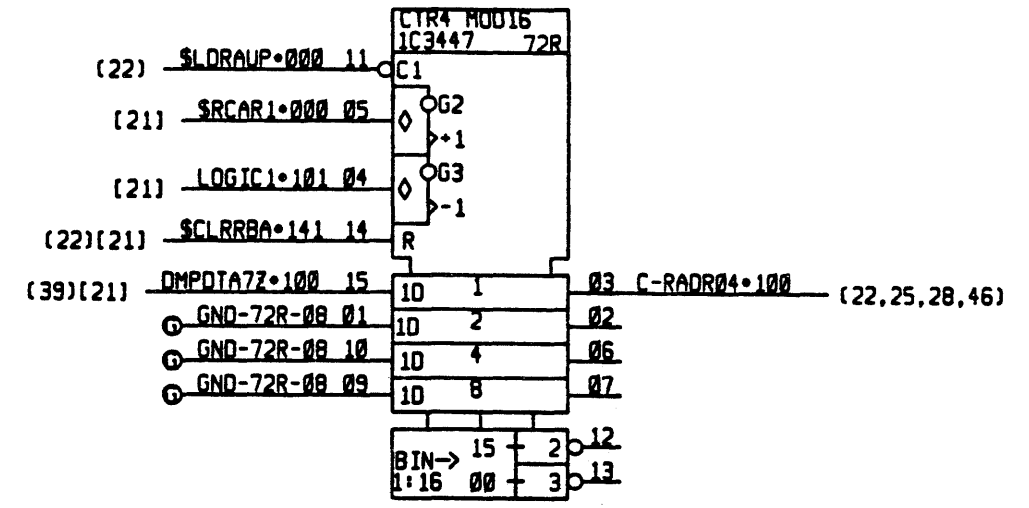 CTR4 MOD16
1C3447 72R
(22) $LDRAUP•000 11 C1
[21] $RCAR1•000 05 ◊ G2
+1
[21] LOGIC1•101 04 ◊ G3
-1
(22)[21] $CLRRBA•141 14 R
(39)[21] DMPDTA7Z•100 15 1D 1 03 C-RADR04•100 (22,25,28,46)
G GND-72R-08 01 1D 2 02
G GND-72R-08 10 1D 4 06
G GND-72R-08 09 1D 8 07
BIN→ 15 2 12
1:16 00 3 13